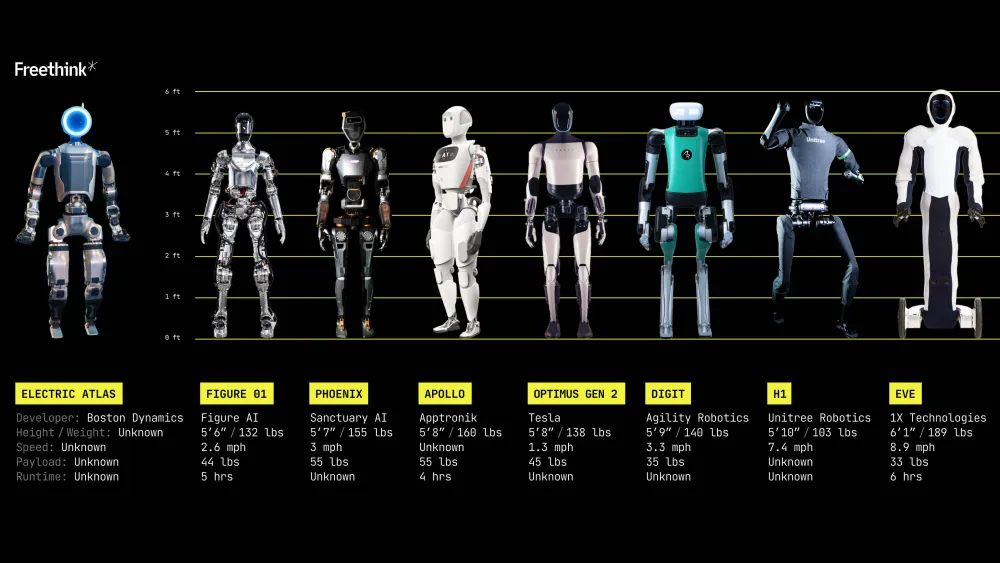 Freethink*
6 ft
5 ft
4 ft
3 ft
2 ft
1 ft
0 ft
A1
Unitree
ELECTRIC ATLAS
Developer: Boston Dynamics
Height/Weight: Unknown
Speed: Unknown
Payload: Unknown
Runtime: Unknown
FIGURE 01
Figure AI
5’6”/132 lbs
2.6 mph
44 lbs
5 hrs
PHOENIX
Sanctuary AI
5’7”/155 lbs
3 mph
55 lbs
Unknown
APOLLO
Apptronik
5’8”/160 lbs
Unknown
55 lbs
4 hrs
OPTIMUS GEN 2
Tesla
5’8”/138 lbs
1.3 mph
45 lbs
Unknown
DIGIT
Agility Robotics
5’9”/140 lbs
3.3 mph
35 lbs
Unknown
H1
Unitree Robotics
5’10”/103 lbs
7.4 mph
Unknown
Unknown
EVE
1X Technologies
6’1”/189 lbs
8.9 mph
33 lbs
6 hrs